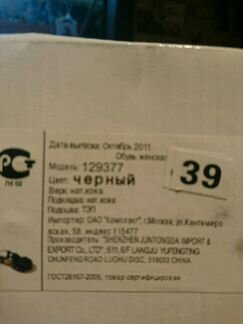 Дата выпуска: Октябрь 2011
Обувь женская
Модель: 129377
Цвет: черный
39
Верх: нат.кожа
Подкладка: нат.кожа
Подошва: ТЭП
Импортер: ОАО "Комплект", г.Москва, ул.Кантемиро
вская, 58. индекс 115477
Производитель: "SHENZHEN JUNTONGDA IMPORT &
EXPORT Co., LTD"; 611, 6/F LANGJU YUFENGTING
CHUNFENG ROAD LUOHU DISC, 518003 CHINA
ГОСТ26167-2005, товар сертифицирован
РСТ